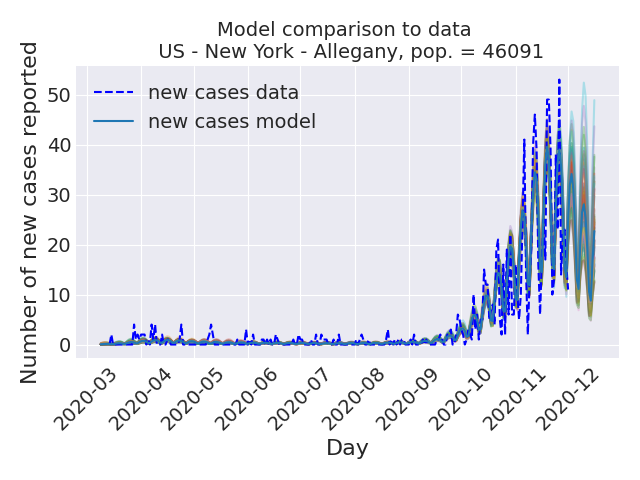 Model comparison to data
US - New York - Allegany, pop. = 46091
new cases data
new cases model
Number of new cases reported
50
40
30
20
10
0
2020-03
2020-04
2020-05
2020-06
2020-07
2020-08
2020-09
2020-10
2020-11
2020-12
Day